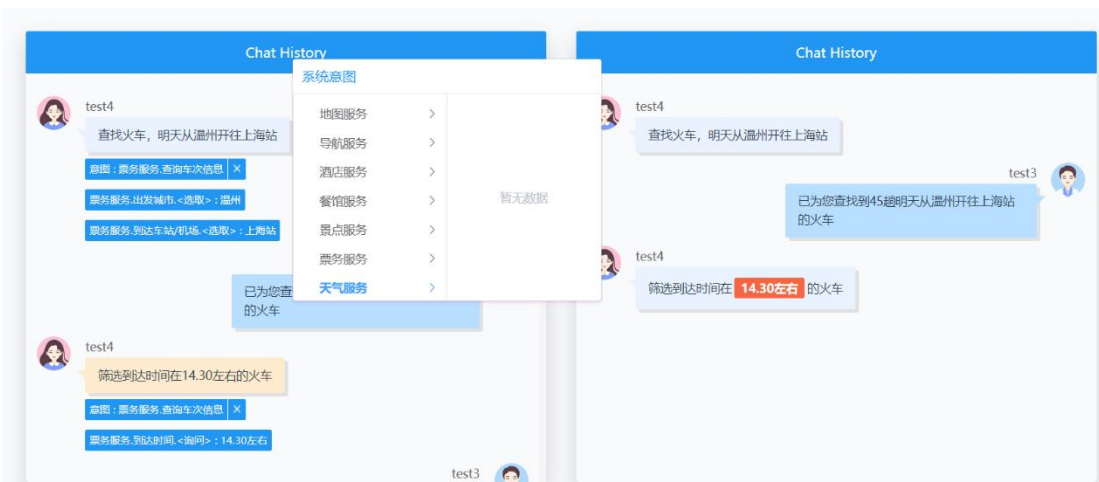 Chat History
test4
查找火车，明天从温州开往上海站
意图 : 票务服务.查询车次信息 ×
票务服务.出发城市.<选取> : 温州
票务服务.到达车站/机场.<选取> : 上海站
已为您查
的火车
test4
筛选到达时间在14.30左右的火车
意图 : 票务服务.查询车次信息 ×
票务服务.到达时间.<询问> : 14.30左右
test3
系统意图
地图服务
导航服务
酒店服务
餐馆服务
景点服务
票务服务
天气服务
暂无数据
Chat History
test4
查找火车，明天从温州开往上海站
test3
已为您查找到45趟明天从温州开往上海站
的火车
test4
筛选到达时间在 14.30左右 的火车